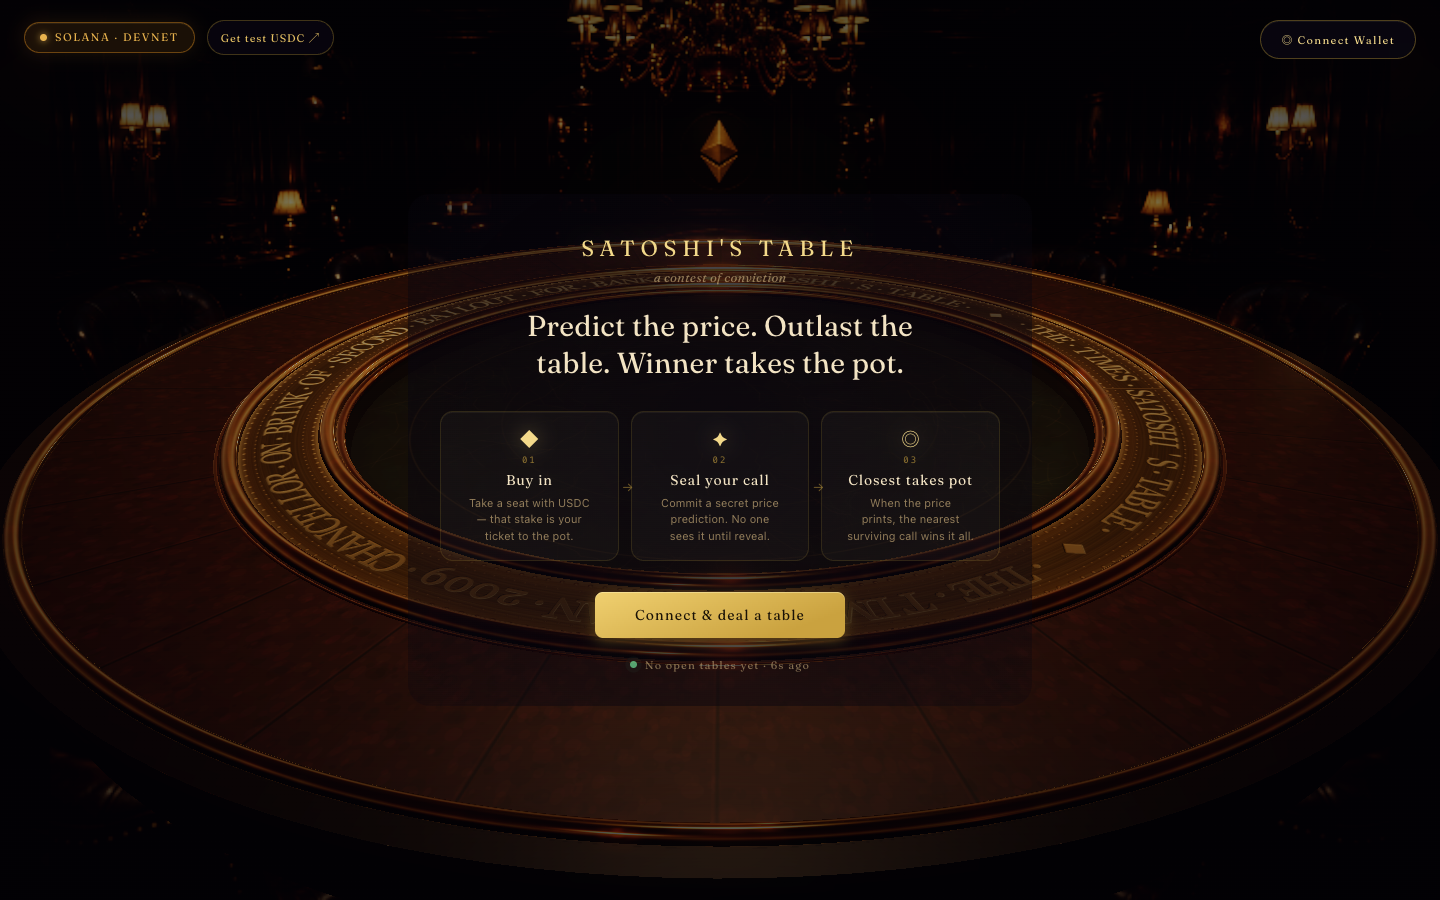 SOLANA · DEVNET
Get test USDC ↗
◎ Connect Wallet
SATOSHI'S TABLE
a contest of conviction
Predict the price. Outlast the
table. Winner takes the pot.
01
Buy in
Take a seat with USDC
— that stake is your
ticket to the pot.
→
02
Seal your call
Commit a secret price
prediction. No one
sees it until reveal.
→
03
Closest takes pot
When the price
prints, the nearest
surviving call wins it all.
Connect & deal a table
No open tables yet · 6s ago
CHANCELLOR · ON · BRINK · OF · SECOND · BAILOUT · FOR · BANKS
THE · TIMES · SATOSHI ' S · TABLE ·
2009